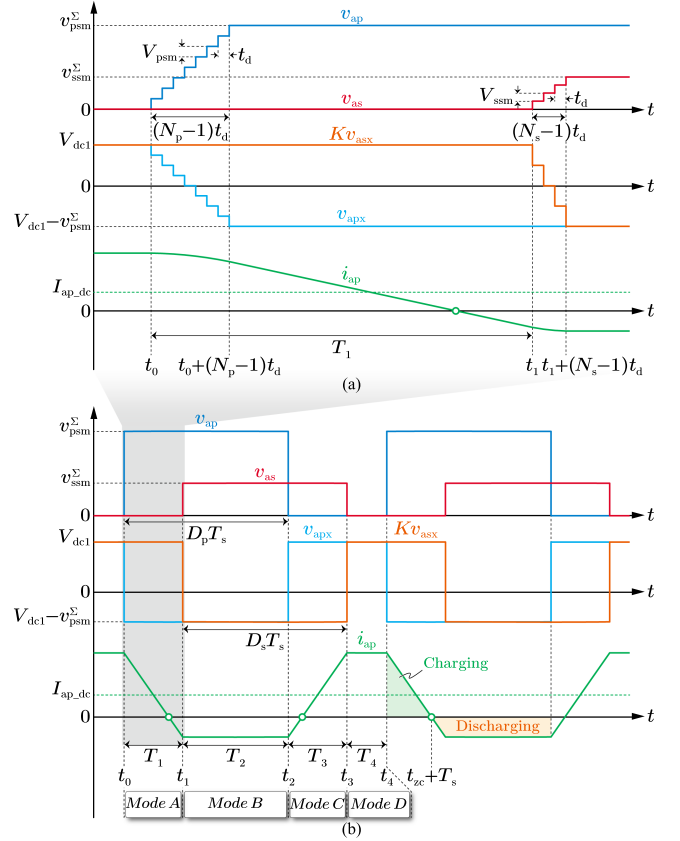 v_psm^Σ
v_ap
V_psm
t_d
v_ssm^Σ
V_ssm
t_d
v_as
0
t
(N_p−1)t_d
(N_s−1)t_d
V_dc1
Kv_asx
0
t
V_dc1−v_psm^Σ
v_apx
i_ap
I_ap_dc
0
t
T_1
t_0
t_0+(N_p−1)t_d
t_1
t_1+(N_s−1)t_d
(a)
v_psm^Σ
v_ap
v_ssm^Σ
v_as
0
t
D_pT_s
V_dc1
v_apx
Kv_asx
0
t
V_dc1−v_psm^Σ
D_sT_s
i_ap
Charging
I_ap_dc
0
t
Discharging
T_1
T_2
T_3
T_4
t_0
t_1
t_2
t_3
t_4
t_zc+T_s
Mode A
Mode B
Mode C
Mode D
(b)